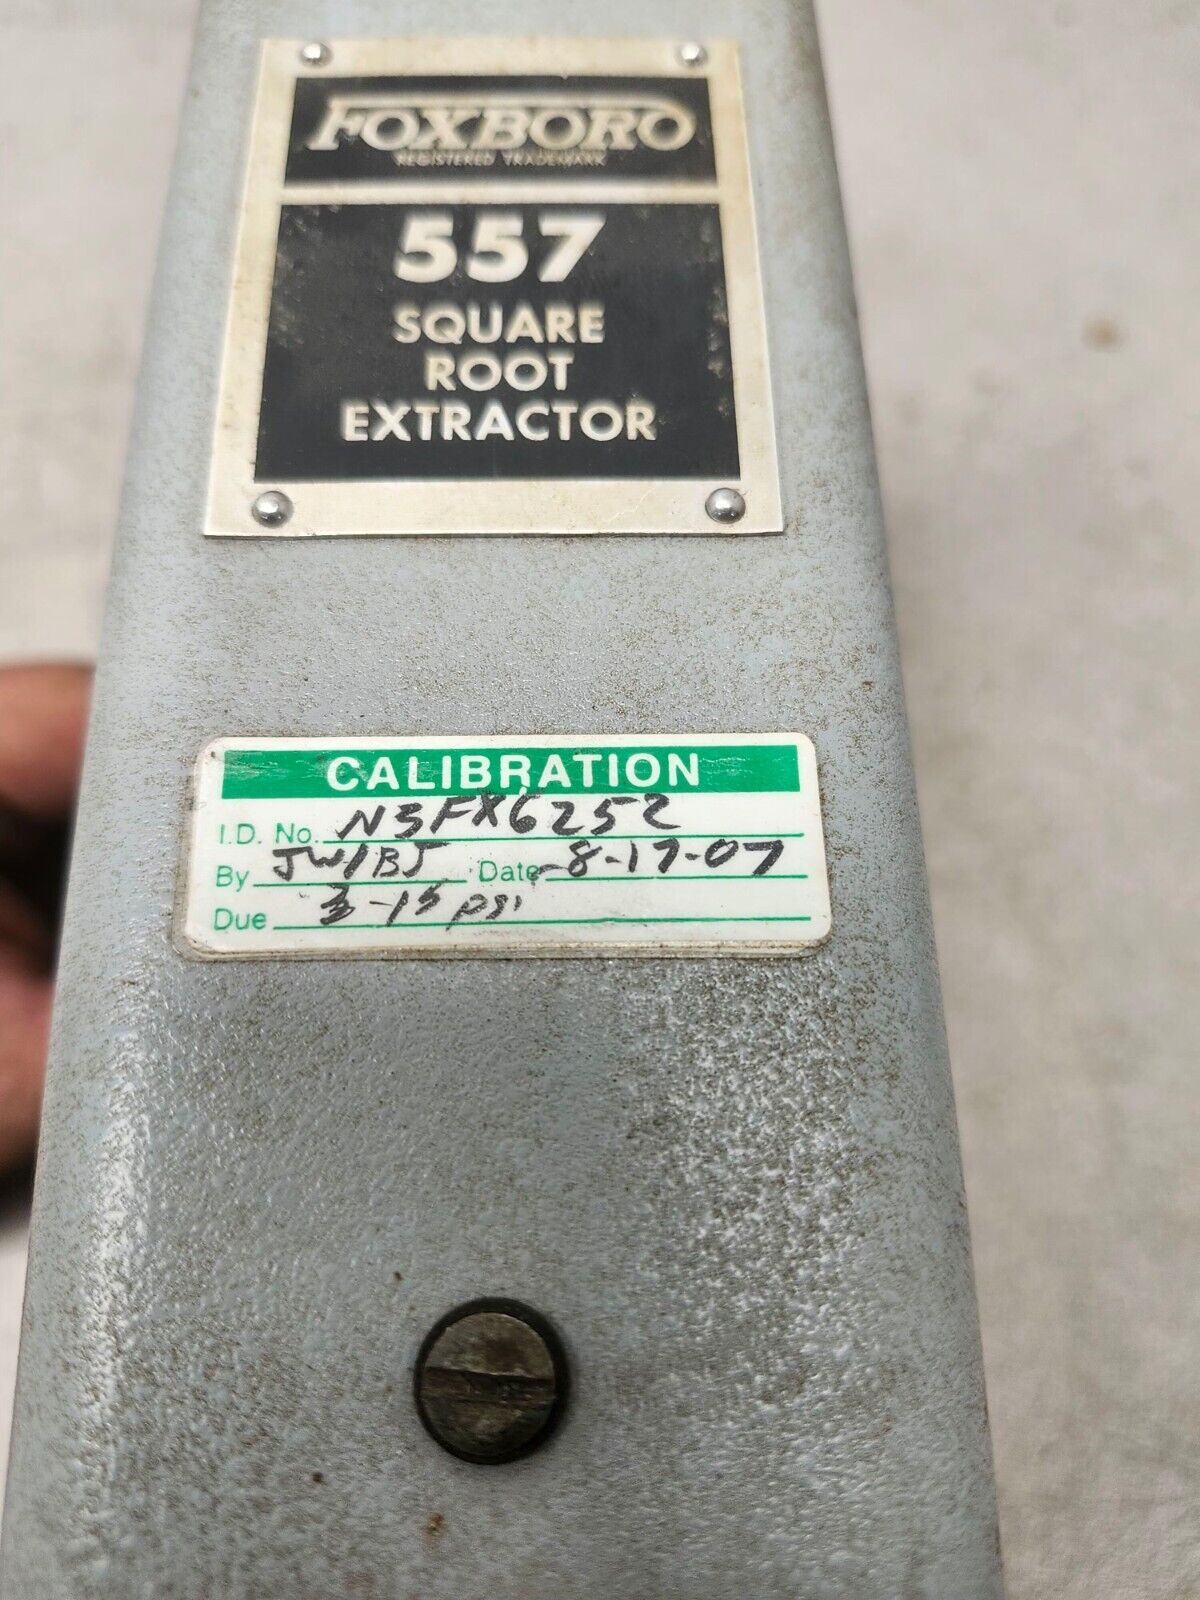 FOXBORO
REGISTERED TRADEMARK
557
SQUARE
ROOT
EXTRACTOR
CALIBRATION
I.D. No. N3FX6252
By JW/BJ Date 8-17-07
Due 3-15 psi